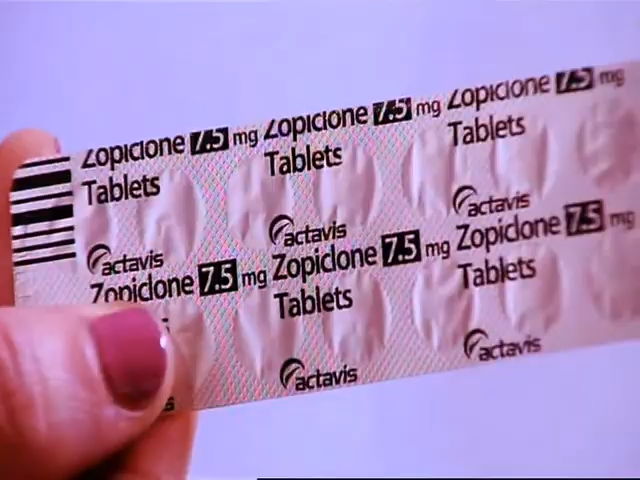 Zopiclone 7.5 mg Zopiclone 7.5 mg Zopiclone 7.5 mg
Tablets Tablets Tablets
actavis actavis actavis
Zopiclone 7.5 mg Zopiclone 7.5 mg Zopiclone 7.5 mg
Tablets Tablets
actavis actavis